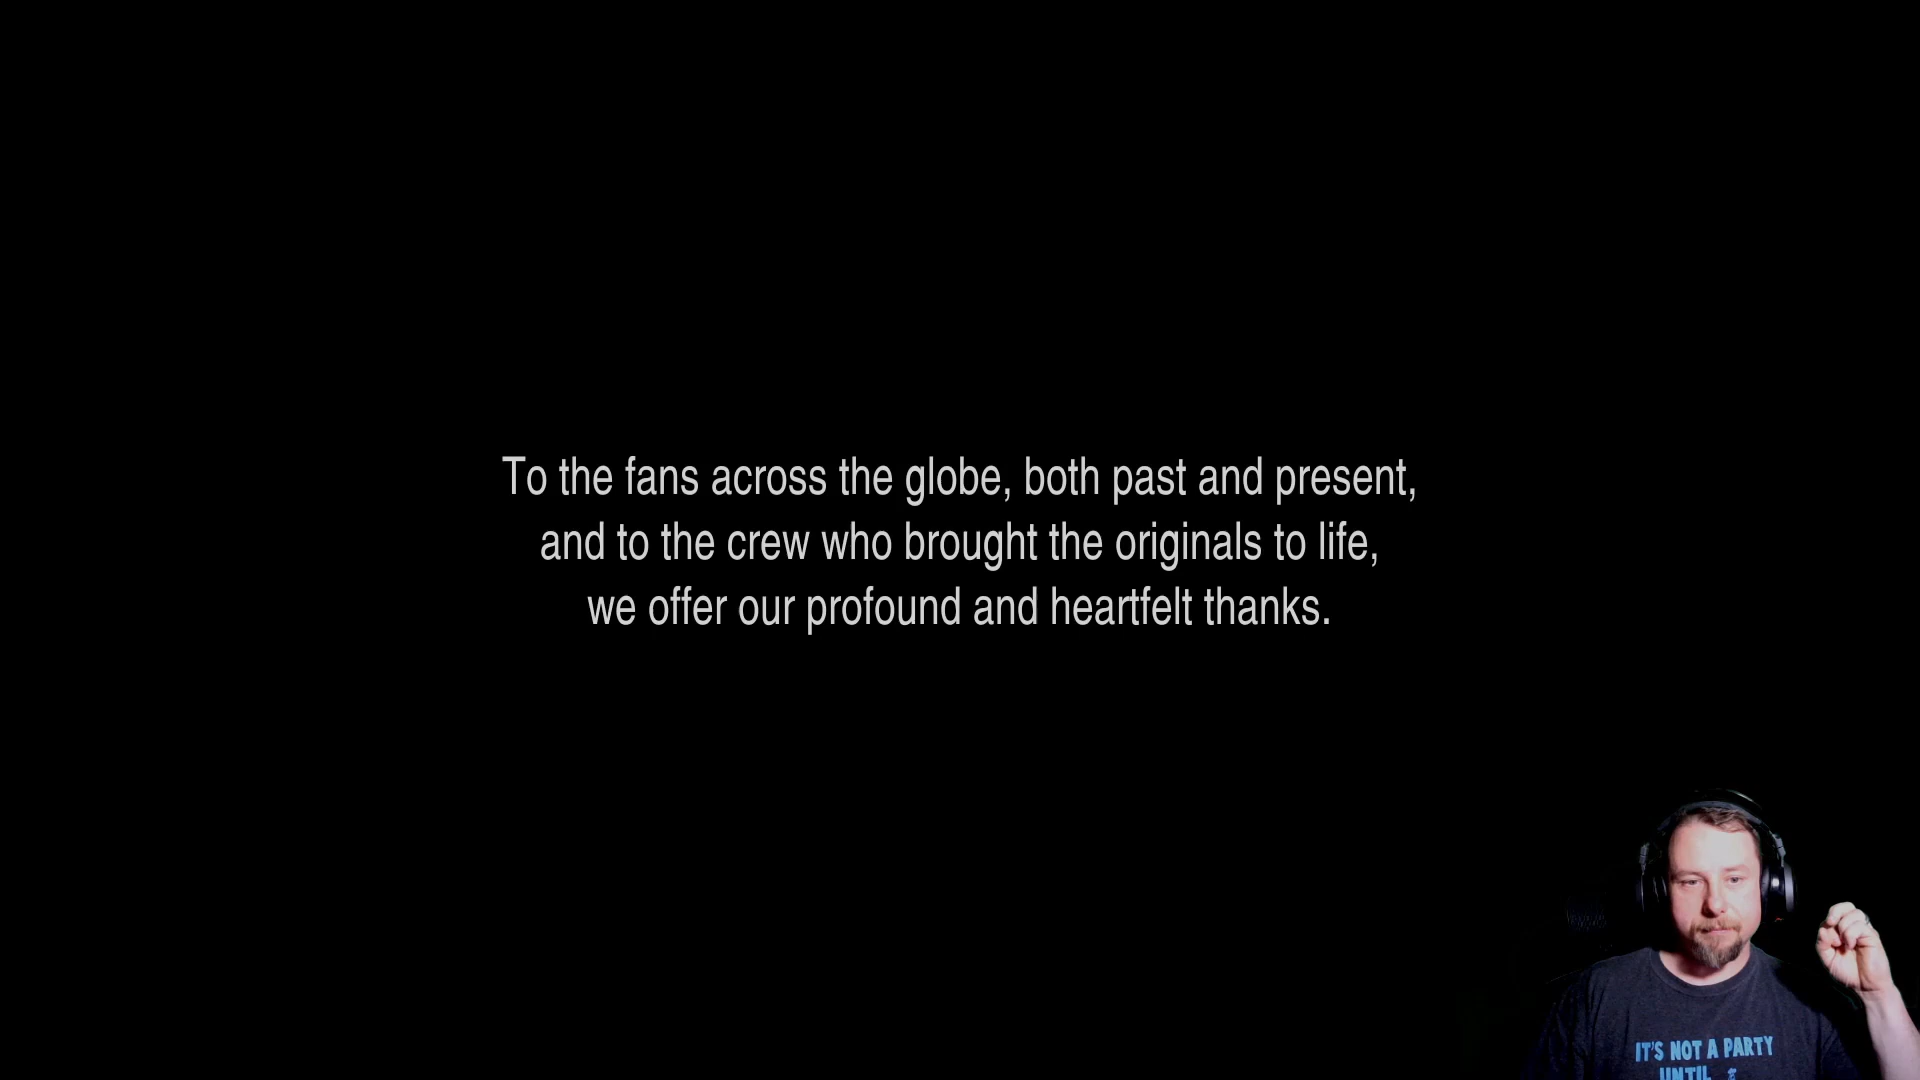 To the fans across the globe, both past and present,
and to the crew who brought the originals to life,
we offer our profound and heartfelt thanks.
IT'S NOT A PARTY
UNTIL